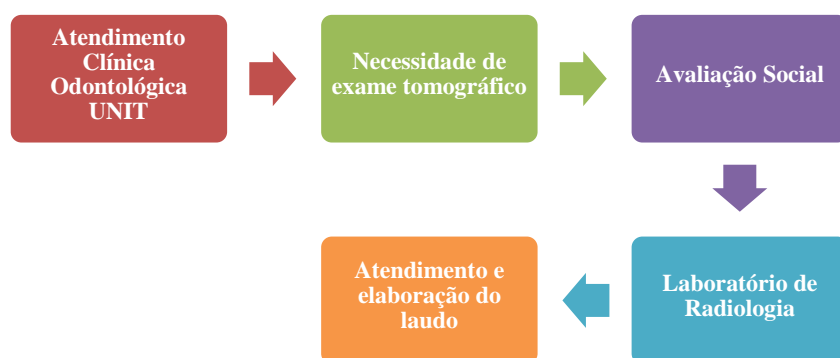 Atendimento
Clínica
Odontológica
UNIT
Necessidade de
exame tomográfico
Avaliação Social
Laboratório de
Radiologia
Atendimento e
elaboração do
laudo